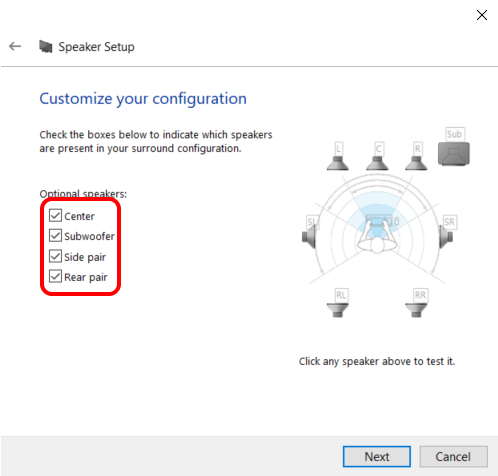 Speaker Setup
Customize your configuration
Check the boxes below to indicate which speakers
are present in your surround configuration.
Optional speakers:
Center
Subwoofer
Side pair
Rear pair
L
C
R
Sub
SL
SR
RL
RR
Click any speaker above to test it.
Next
Cancel